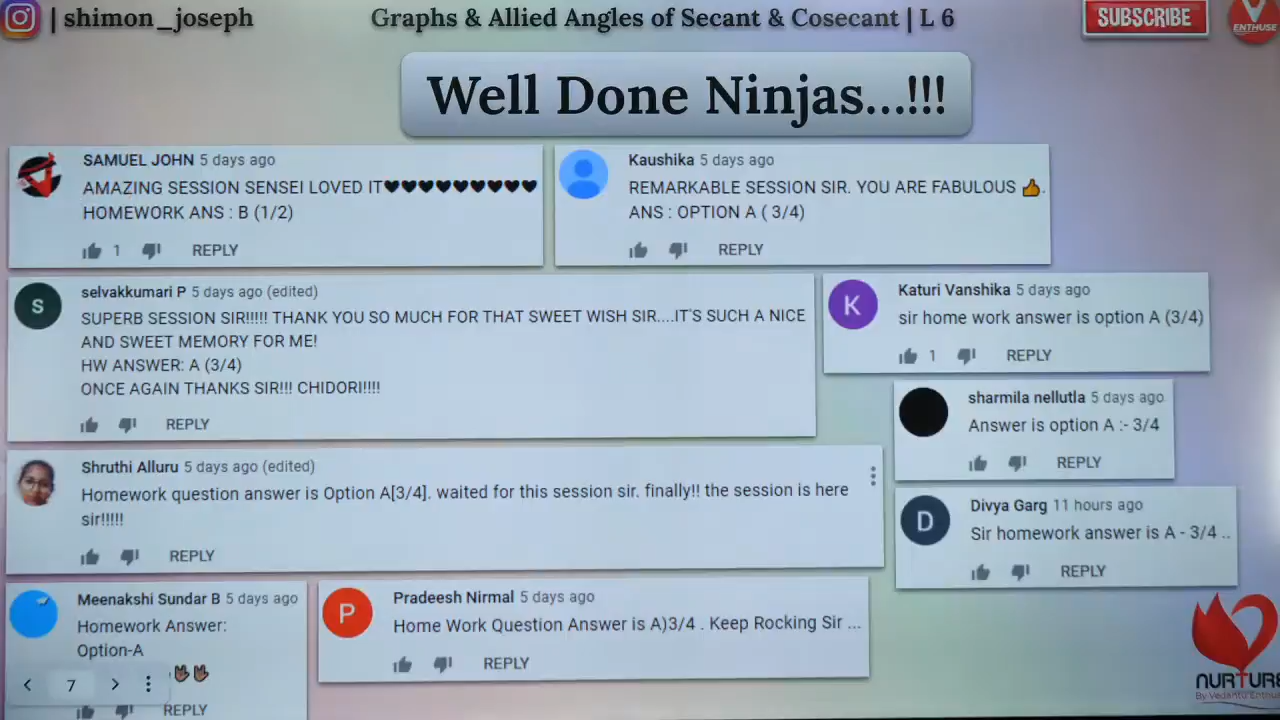 | shimon_joseph
Graphs & Allied Angles of Secant & Cosecant | L 6
SUBSCRIBE
ENTHUSE
Well Done Ninjas...!!!
SAMUEL JOHN 5 days ago
AMAZING SESSION SENSEI LOVED IT♥♥♥♥♥♥♥♥♥
HOMEWORK ANS : B (1/2)
1 REPLY
Kaushika 5 days ago
REMARKABLE SESSION SIR. YOU ARE FABULOUS 👍.
ANS : OPTION A ( 3/4)
REPLY
S
selvakkumari P 5 days ago (edited)
SUPERB SESSION SIR!!!!! THANK YOU SO MUCH FOR THAT SWEET WISH SIR....IT'S SUCH A NICE
AND SWEET MEMORY FOR ME!
HW ANSWER: A (3/4)
ONCE AGAIN THANKS SIR!!! CHIDORI!!!!
REPLY
K
Katuri Vanshika 5 days ago
sir home work answer is option A (3/4)
1 REPLY
sharmila nellutla 5 days ago
Answer is option A :- 3/4
REPLY
Shruthi Alluru 5 days ago (edited)
Homework question answer is Option A[3/4]. waited for this session sir. finally!! the session is here
sir!!!!!
REPLY
D
Divya Garg 11 hours ago
Sir homework answer is A - 3/4 ..
REPLY
Meenakshi Sundar B 5 days ago
Homework Answer:
Option-A
REPLY
P
Pradeesh Nirmal 5 days ago
Home Work Question Answer is A)3/4 . Keep Rocking Sir ...
REPLY
7
NURTURE
By Vedantu Enthuse